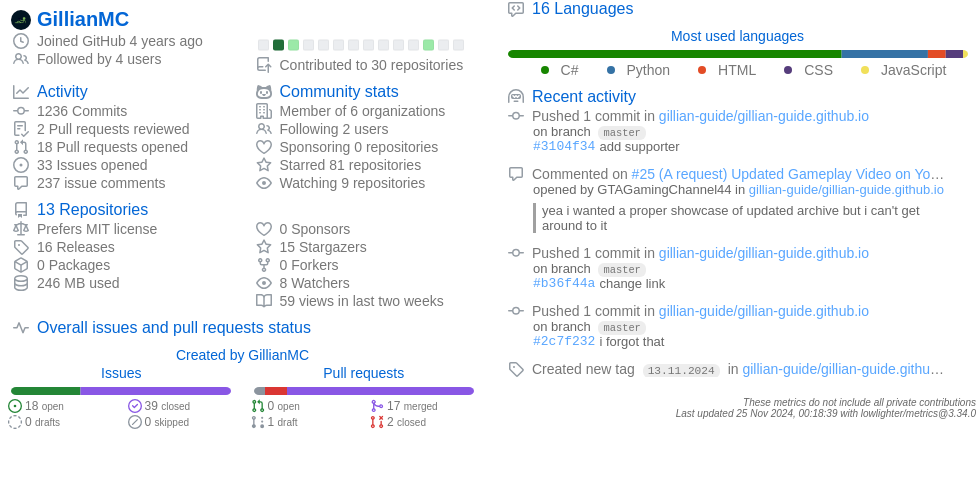 GillianMC
Joined GitHub 4 years ago
Followed by 4 users
Contributed to 30 repositories
Activity
1236 Commits
2 Pull requests reviewed
18 Pull requests opened
33 Issues opened
237 issue comments
Community stats
Member of 6 organizations
Following 2 users
Sponsoring 0 repositories
Starred 81 repositories
Watching 9 repositories
13 Repositories
Prefers MIT license
16 Releases
0 Packages
246 MB used
0 Sponsors
15 Stargazers
0 Forkers
8 Watchers
59 views in last two weeks
Overall issues and pull requests status
Created by GillianMC
Issues
18 open
39 closed
0 drafts
0 skipped
Pull requests
0 open
17 merged
1 draft
2 closed
16 Languages
Most used languages
C# Python HTML CSS JavaScript
Recent activity
Pushed 1 commit in gillian-guide/gillian-guide.github.io
on branch master
#3104f34 add supporter
Commented on #25 (A request) Updated Gameplay Video on Yo…
opened by GTAGamingChannel44 in gillian-guide/gillian-guide.github.io
yea i wanted a proper showcase of updated archive but i can't get
around to it
Pushed 1 commit in gillian-guide/gillian-guide.github.io
on branch master
#b36f44a change link
Pushed 1 commit in gillian-guide/gillian-guide.github.io
on branch master
#2c7f232 i forgot that
Created new tag 13.11.2024 in gillian-guide/gillian-guide.githu…
These metrics do not include all private contributions
Last updated 25 Nov 2024, 00:18:39 with lowlighter/metrics@3.34.0